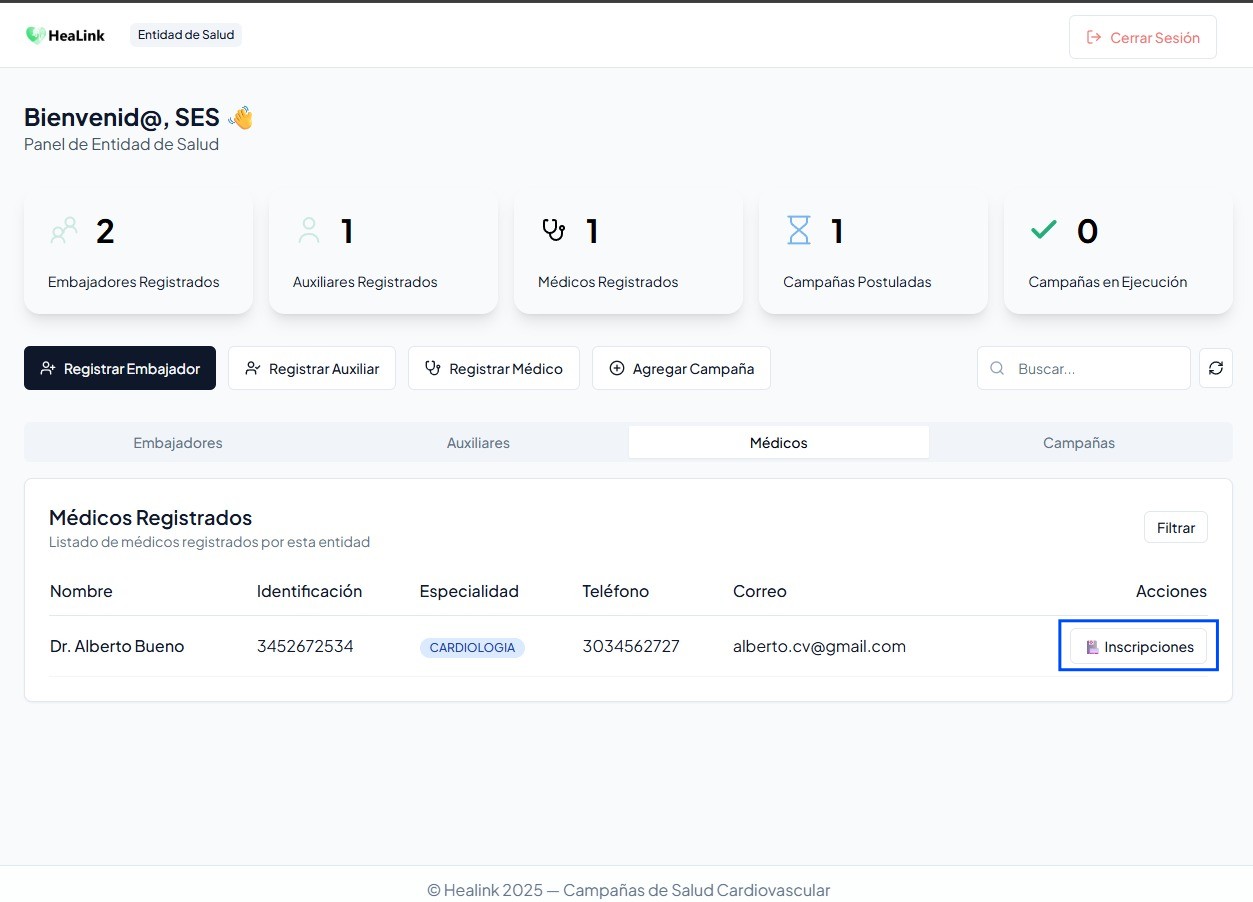 HeaLink
Entidad de Salud
Cerrar Sesión
Bienvenid@, SES 👋
Panel de Entidad de Salud
2
Embajadores Registrados
1
Auxiliares Registrados
1
Médicos Registrados
1
Campañas Postuladas
0
Campañas en Ejecución
Registrar Embajador
Registrar Auxiliar
Registrar Médico
Agregar Campaña
Buscar...
Embajadores
Auxiliares
Médicos
Campañas
Médicos Registrados
Listado de médicos registrados por esta entidad
Filtrar
Nombre Identificación Especialidad Teléfono Correo Acciones
Dr. Alberto Bueno 3452672534 CARDIOLOGIA 3034562727 alberto.cv@gmail.com Inscripciones
© Healink 2025 — Campañas de Salud Cardiovascular